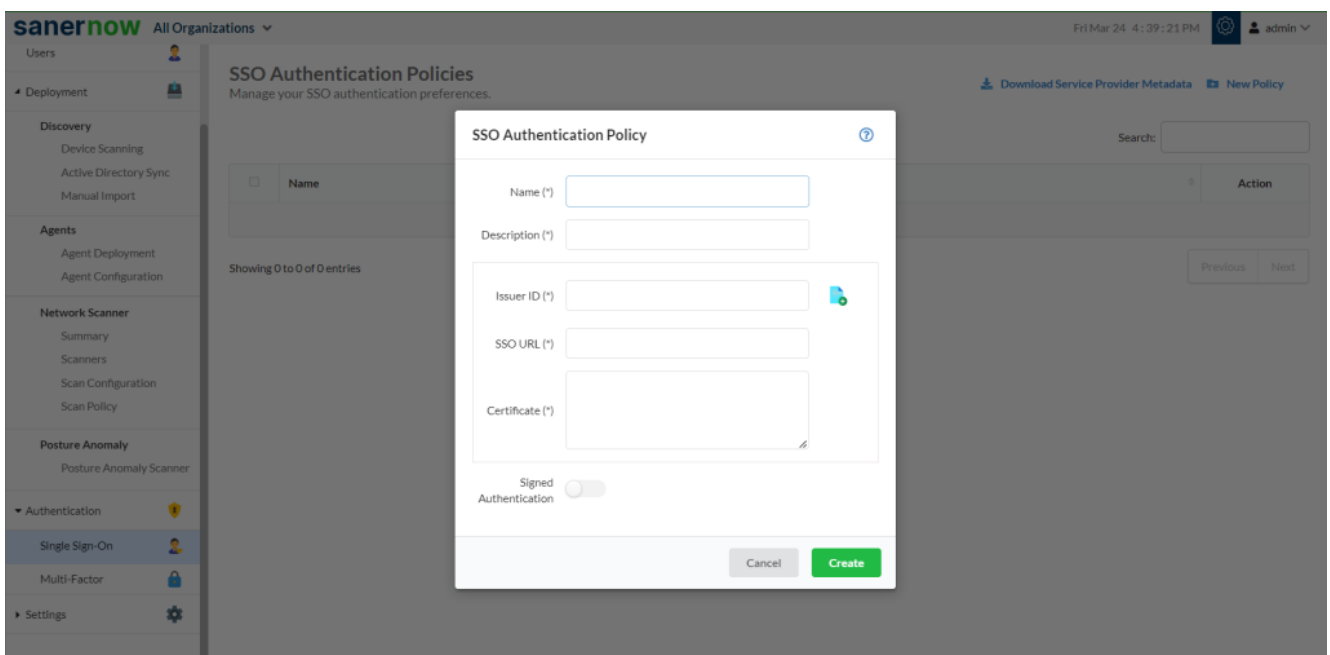 sanernow All Organizations
Fri Mar 24 4:39:21 PM
admin
Users
Deployment
Discovery
Device Scanning
Active Directory Sync
Manual Import
Agents
Agent Deployment
Agent Configuration
Network Scanner
Summary
Scanners
Scan Configuration
Scan Policy
Posture Anomaly
Posture Anomaly Scanner
Authentication
Single Sign-On
Multi-Factor
Settings
SSO Authentication Policies
Manage your SSO authentication preferences.
Download Service Provider Metadata
New Policy
Search:
Name
Action
Showing 0 to 0 of 0 entries
Previous Next
SSO Authentication Policy
Name (*)
Description (*)
Issuer ID (*)
SSO URL (*)
Certificate (*)
Signed
Authentication
Cancel
Create